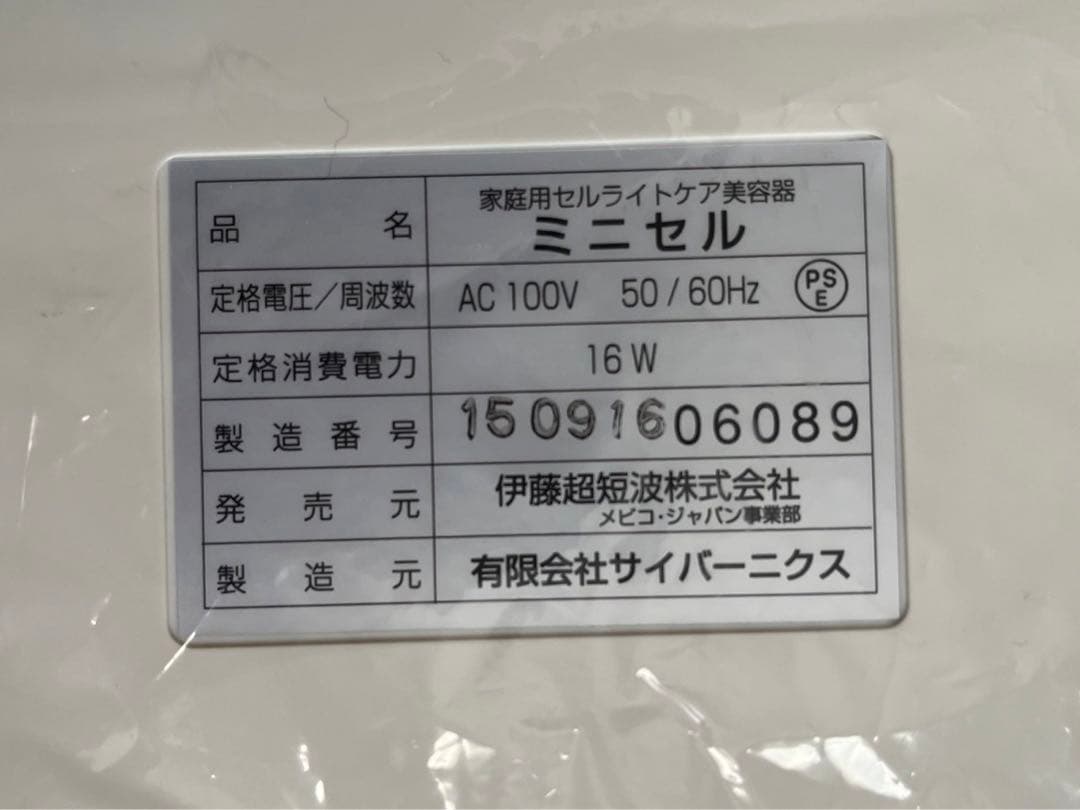 品名 家庭用セルライトケア美容器
ミニセル
定格電圧／周波数 AC 100V 50 / 60Hz PSE
定格消費電力 16 W
製造番号 15091606089
発売元 伊藤超短波株式会社
メビコ・ジャパン事業部
製造元 有限会社サイバーニクス